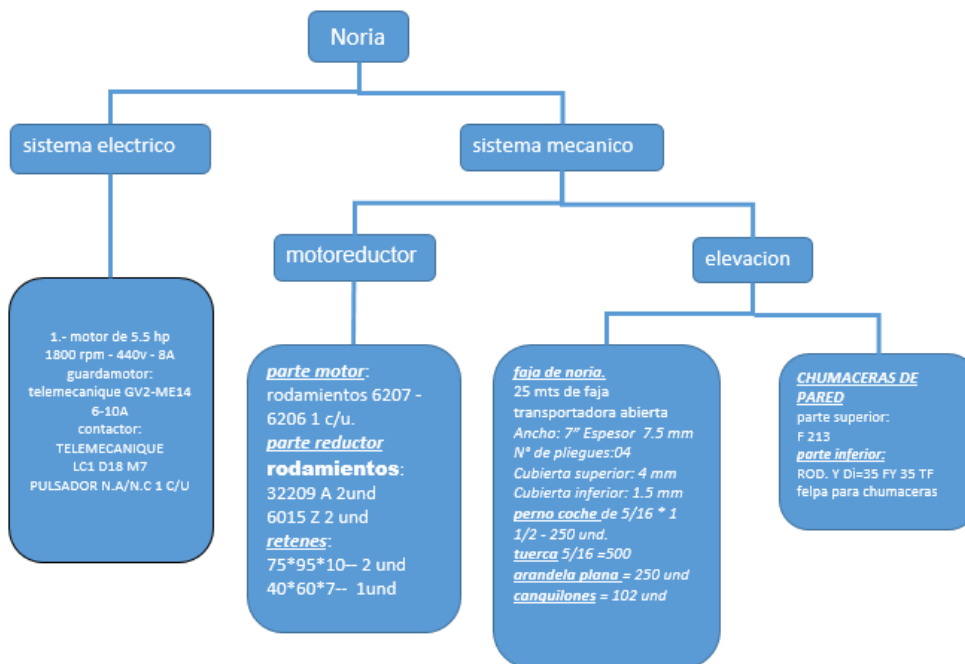 Noria
sistema electrico
sistema mecanico
motoreductor
elevacion
1.- motor de 5.5 hp
1800 rpm - 440v - 8A
guardamotor:
telemecanique GV2-ME14
6-10A
contactor:
TELEMECANIQUE
LC1 D18 M7
PULSADOR N.A/N.C 1 C/U
parte motor:
rodamientos 6207 -
6206 1 c/u.
parte reductor
rodamientos:
32209 A 2und
6015 Z 2 und
retenes:
75*95*10-- 2 und
40*60*7-- 1und
faja de noria.
25 mts de faja
transportadora abierta
Ancho: 7” Espesor 7.5 mm
N° de pliegues:04
Cubierta superior: 4 mm
Cubierta inferior: 1.5 mm
perno coche de 5/16 * 1
1/2 - 250 und.
tuerca 5/16 =500
arandela plana = 250 und
canguilones = 102 und
CHUMACERAS DE
PARED
parte superior:
F 213
parte inferior:
ROD. Y Di=35 FY 35 TF
felpa para chumaceras